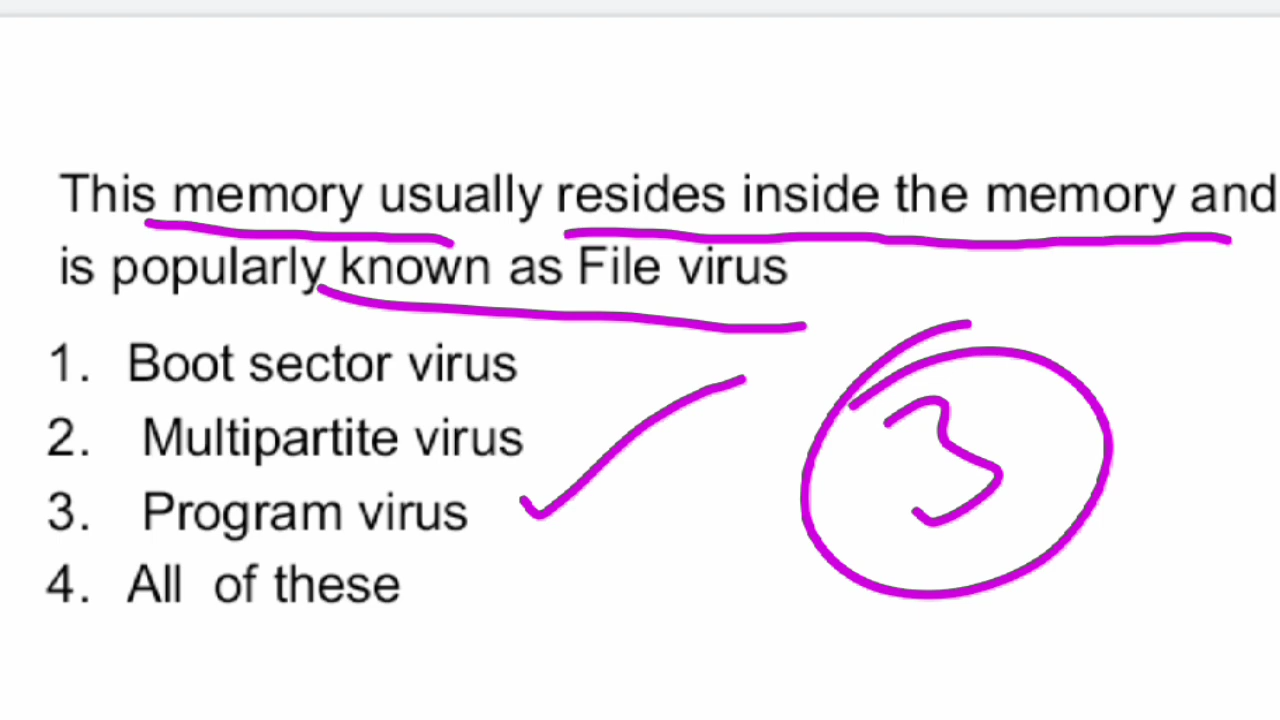 This memory usually resides inside the memory and
is popularly known as File virus
1. Boot sector virus
2. Multipartite virus
3. Program virus
3
4. All of these